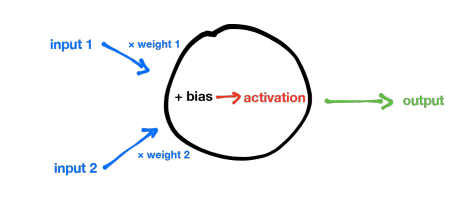 input 1
× weight 1
+ bias
activation
output
× weight 2
input 2